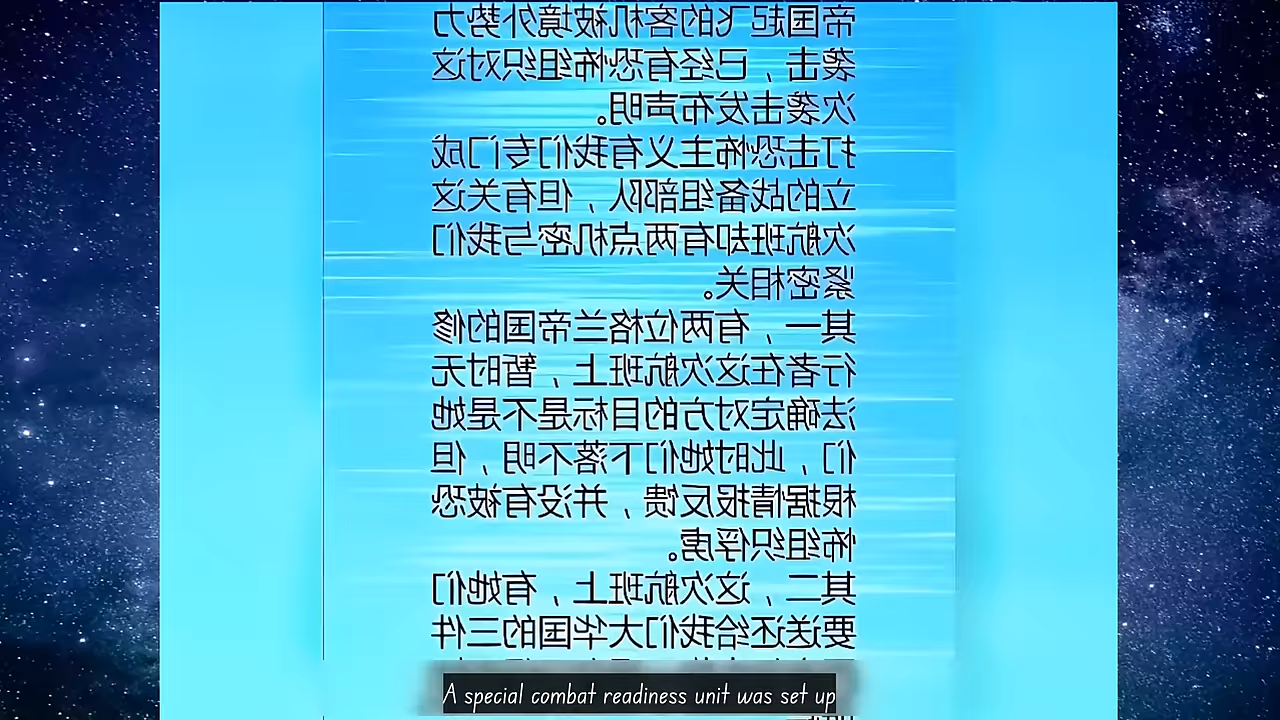 帝国起飞的客机被境外势力
袭击，已经有恐怖组织对这
次袭击发布声明。
打击恐怖主义有我们专门成
立的战备组部队，但有关这
次航班却有两点机密与我们
紧密相关。
其一，有两位格兰帝国的修
行者在这次航班上，暂时无
法确定对方的目标是不是她
们，此时她们下落不明，但
根据情报反馈，并没有被恐
怖组织俘虏。
其二，这次航班上，有她们
要送还给我们大华国的三件
A special combat readiness unit was set up